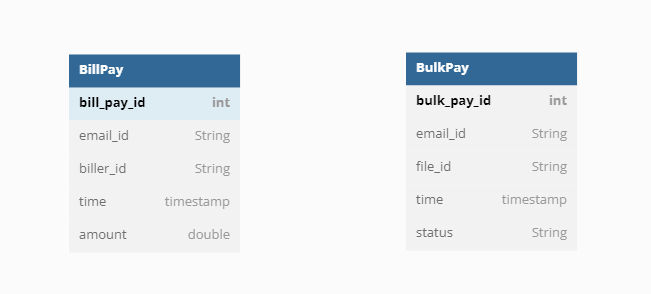 BillPay
bill_pay_id int
email_id String
biller_id String
time timestamp
amount double
BulkPay
bulk_pay_id int
email_id String
file_id String
time timestamp
status String